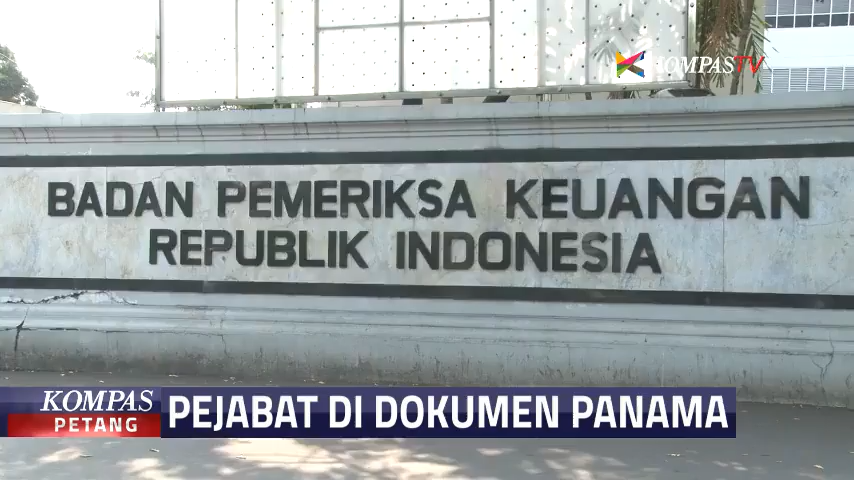 KOMPASTV
BADAN PEMERIKSA KEUANGAN
REPUBLIK INDONESIA
KOMPAS
PETANG
PEJABAT DI DOKUMEN PANAMA